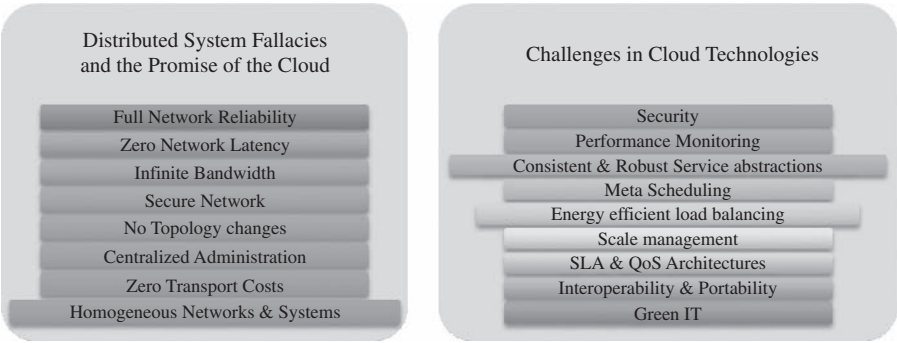 Distributed System Fallacies
and the Promise of the Cloud
Full Network Reliability
Zero Network Latency
Infinite Bandwidth
Secure Network
No Topology changes
Centralized Administration
Zero Transport Costs
Homogeneous Networks & Systems
Challenges in Cloud Technologies
Security
Performance Monitoring
Consistent & Robust Service abstractions
Meta Scheduling
Energy efficient load balancing
Scale management
SLA & QoS Architectures
Interoperability & Portability
Green IT